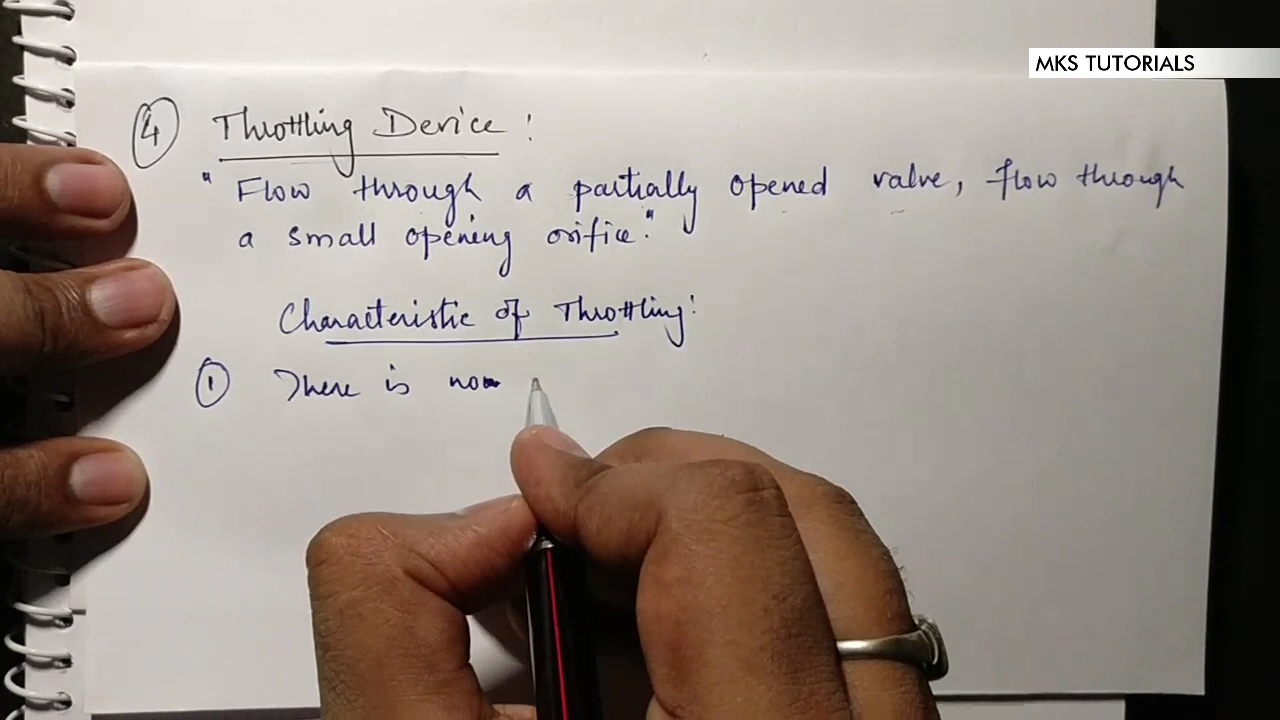 MKS TUTORIALS
④ Throttling Device:
" Flow through a partially opened valve, flow through
a small opening orifice."
Characteristic of Throttling:
① There is no